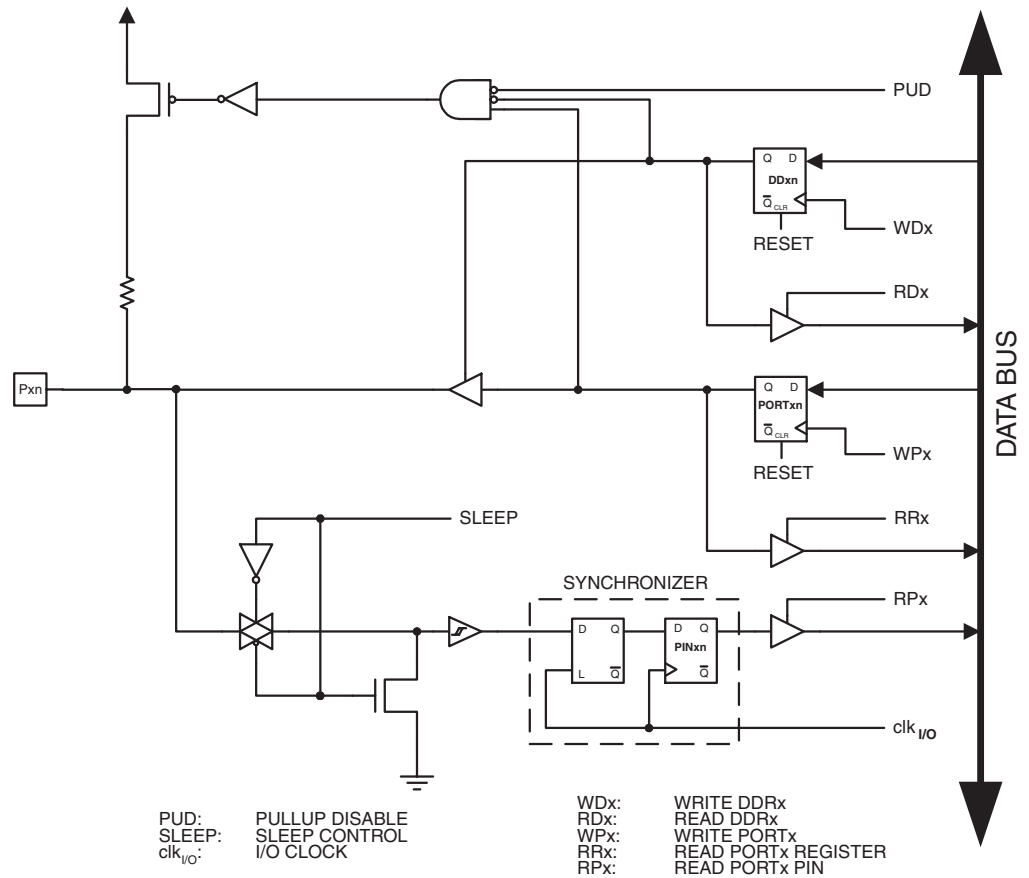 PUD
Q D
DDxn
Q CLR
WDx
RESET
RDx
Pxn
Q D
PORTxn
Q CLR
WPx
RESET
DATA BUS
SLEEP
RRx
SYNCHRONIZER
RPx
D Q
L Q
D Q
PINxn
Q
clk I/O
PUD: PULLUP DISABLE
SLEEP: SLEEP CONTROL
clkI/O: I/O CLOCK
WDx: WRITE DDRx
RDx: READ DDRx
WPx: WRITE PORTx
RRx: READ PORTx REGISTER
RPx: READ PORTx PIN